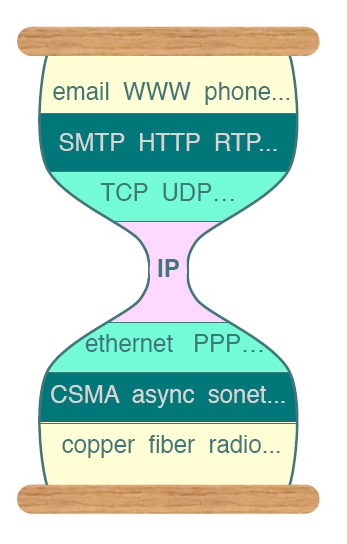 email WWW phone...
SMTP HTTP RTP...
TCP UDP...
IP
ethernet PPP...
CSMA async sonet...
copper fiber radio...